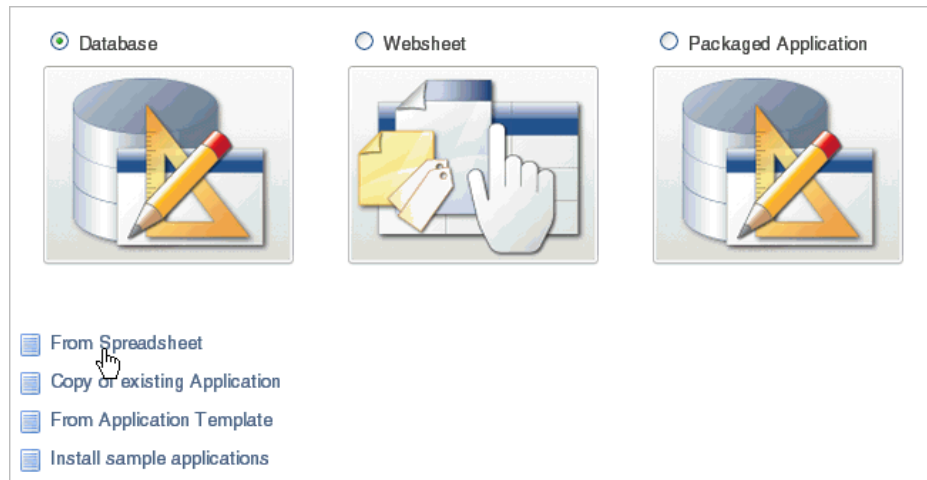 Database
Websheet
Packaged Application
From Spreadsheet
Copy of existing Application
From Application Template
Install sample applications